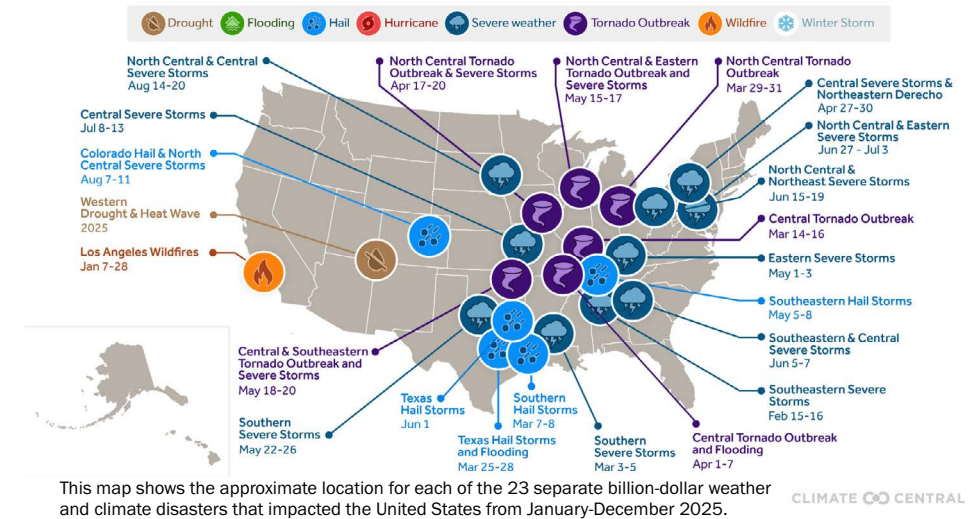 Drought Flooding Hail Hurricane Severe weather Tornado Outbreak Wildfire Winter Storm
North Central & Central
Severe Storms
Aug 14-20
North Central Tornado
Outbreak & Severe Storms
Apr 17-20
North Central & Eastern
Tornado Outbreak and
Severe Storms
May 15-17
North Central Tornado
Outbreak
Mar 29-31
Central Severe Storms &
Northeastern Derecho
Apr 27-30
Central Severe Storms
Jul 8-13
North Central & Eastern
Severe Storms
Jun 27 - Jul 3
Colorado Hail & North
Central Severe Storms
Aug 7-11
North Central &
Northeast Severe Storms
Jun 15-19
Western
Drought & Heat Wave
2025
Central Tornado Outbreak
Mar 14-16
Los Angeles Wildfires
Jan 7-28
Eastern Severe Storms
May 1-3
Southeastern Hail Storms
May 5-8
Southeastern & Central
Severe Storms
Jun 5-7
Central & Southeastern
Tornado Outbreak and
Severe Storms
May 18-20
Southeastern Severe
Storms
Feb 15-16
Texas
Hail Storms
Jun 1
Southern
Hail Storms
Mar 7-8
Southern
Severe Storms
May 22-26
Texas Hail Storms
and Flooding
Mar 25-28
Southern
Severe Storms
Mar 3-5
Central Tornado Outbreak
and Flooding
Apr 1-7
This map shows the approximate location for each of the 23 separate billion-dollar weather
and climate disasters that impacted the United States from January-December 2025.
CLIMATE CENTRAL